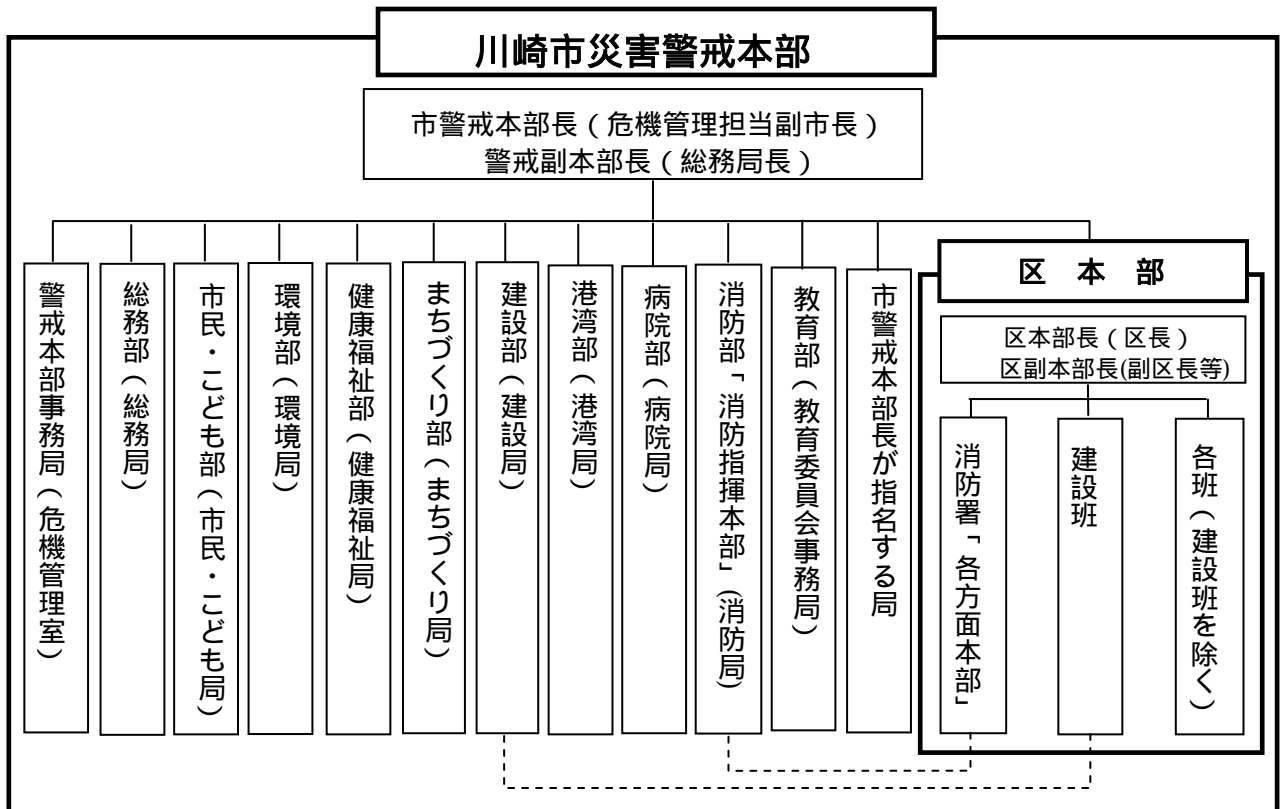 川崎市災害警戒本部
市警戒本部長（危機管理担当副市長）
警戒副本部長（総務局長）
警戒本部事務局（危機管理室）
総務部（総務局）
市民・こども部（市民・こども局）
環境部（環境局）
健康福祉部（健康福祉局）
まちづくり部（まちづくり局）
建設部（建設局）
港湾部（港湾局）
病院部（病院局）
消防部「消防指揮本部」(消防局)
教育部（教育委員会事務局）
市警戒本部長が指名する局
区 本 部
区本部長（区長）
区副本部長(副区長等)
消防署「各方面本部」
建設班
各班（建設班を除く）